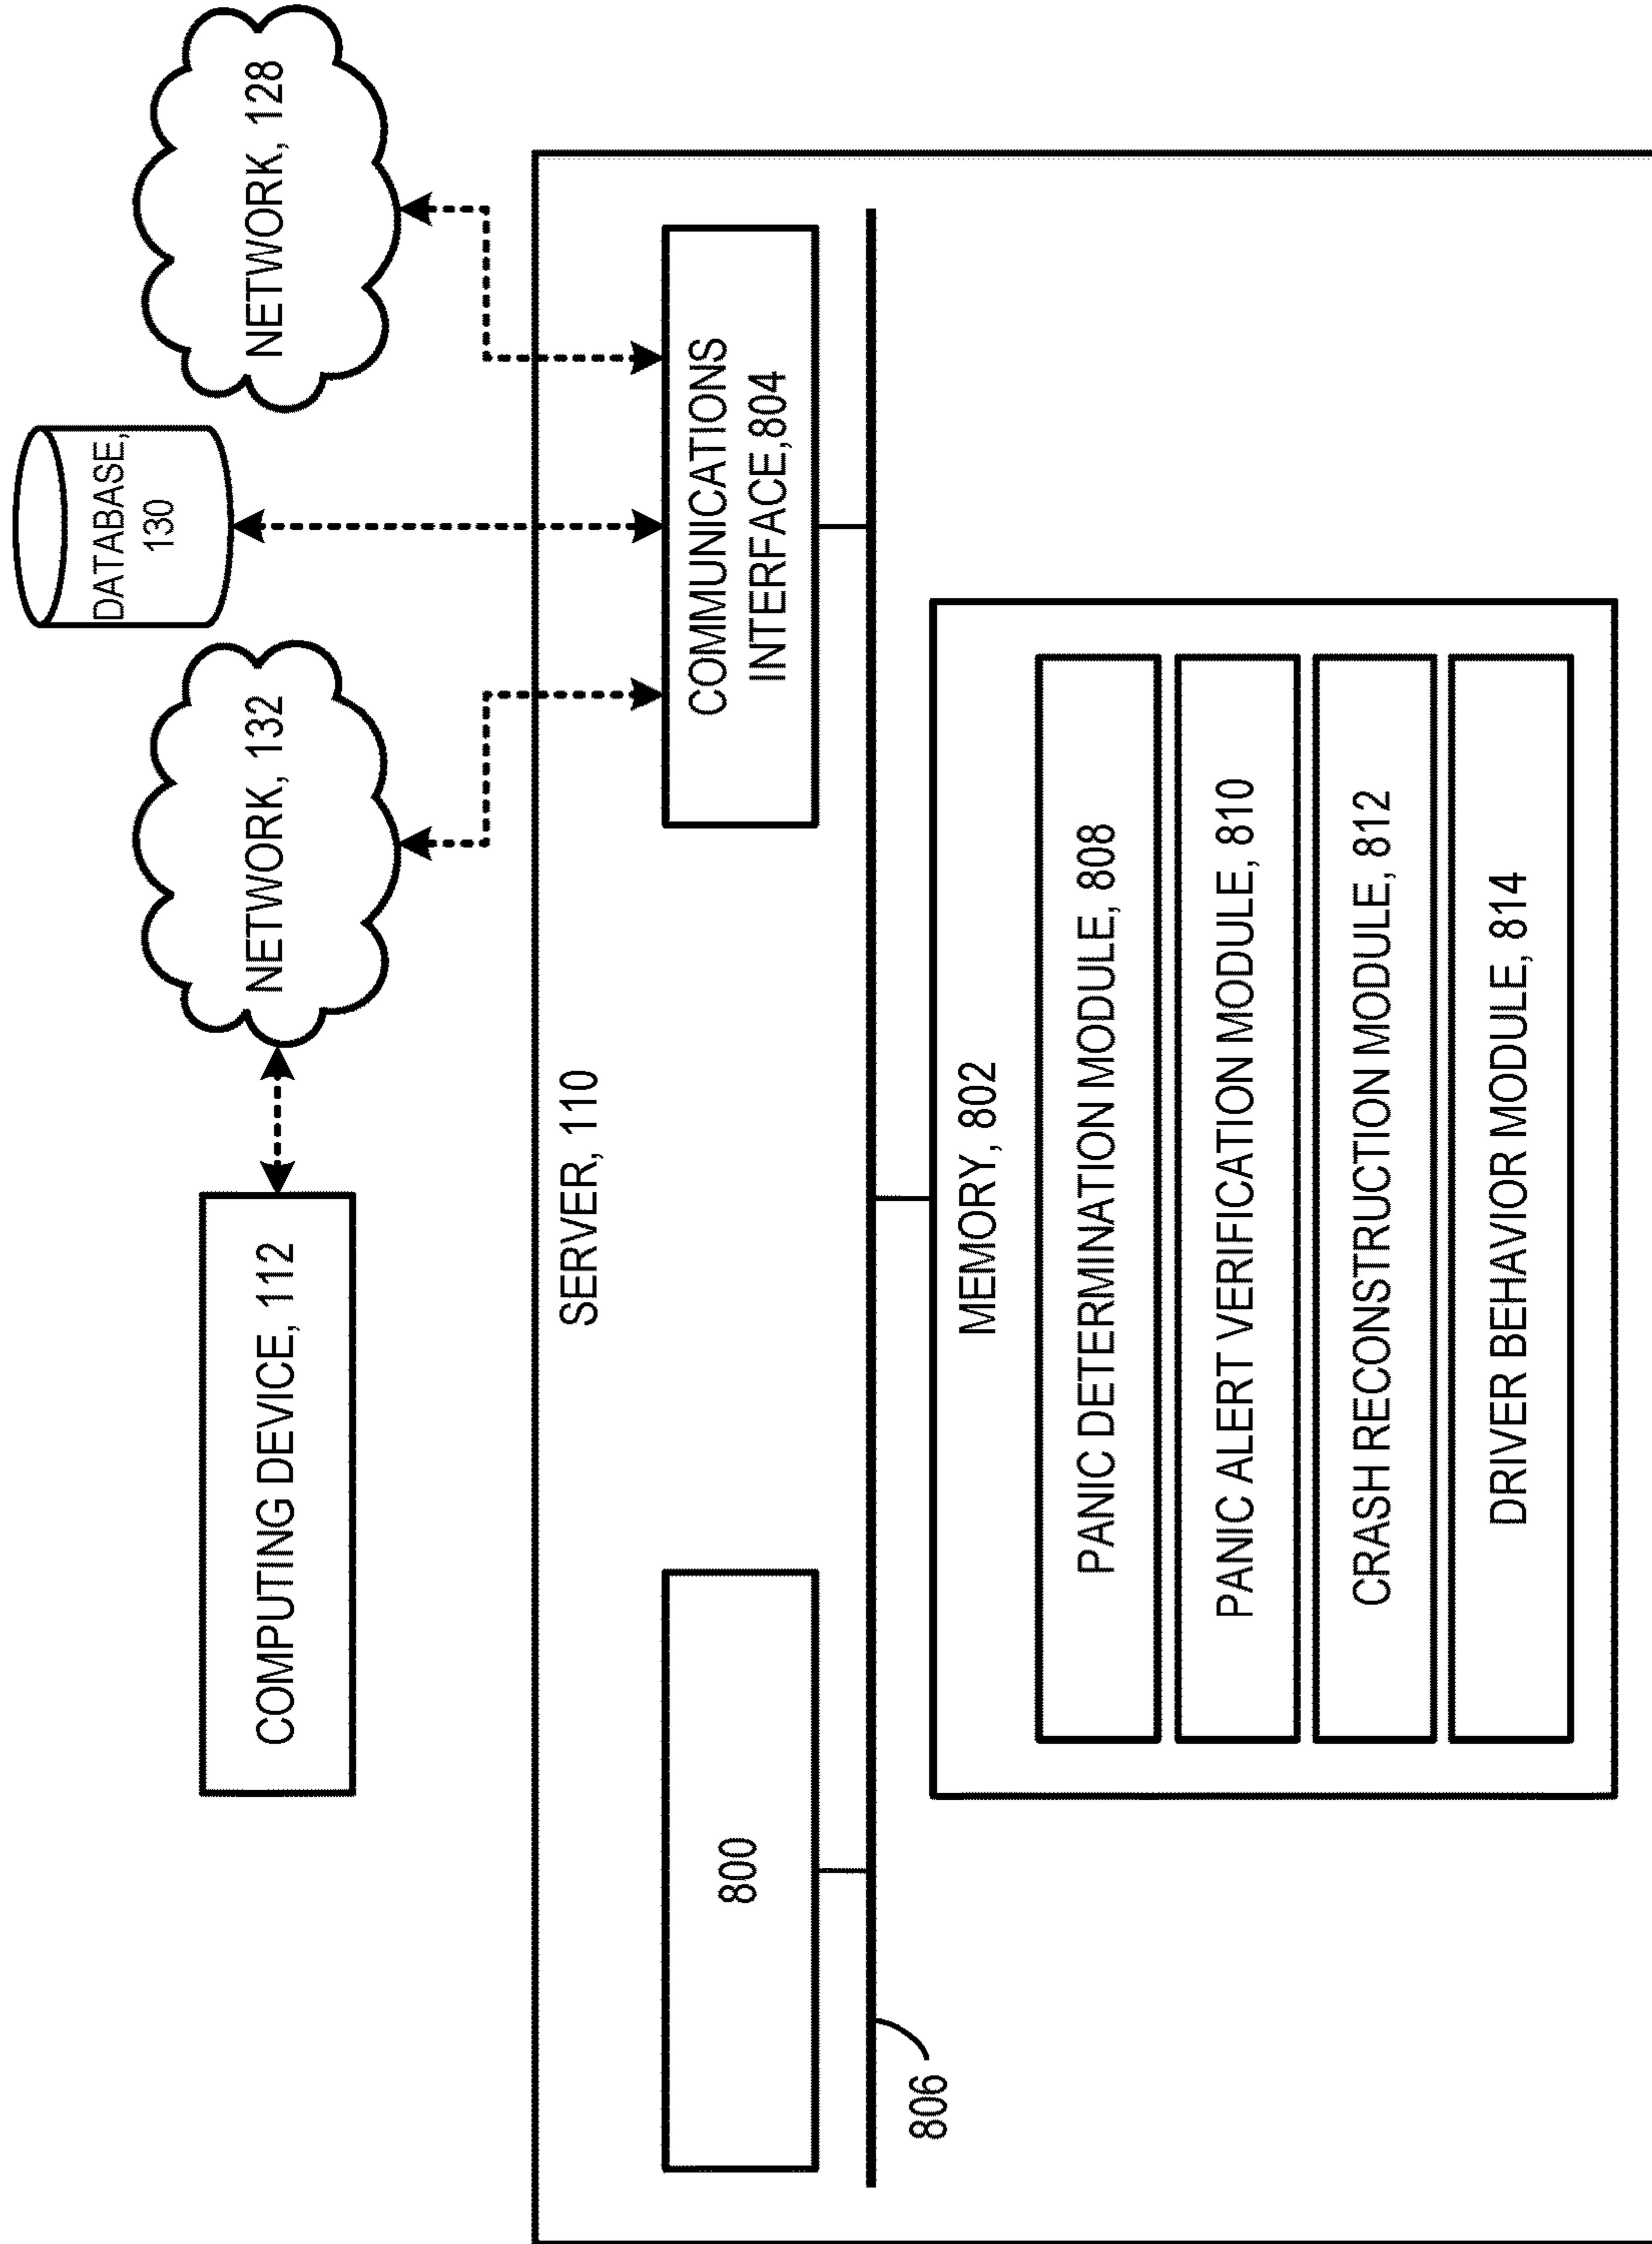 COMPUTING DEVICE, 112
NETWORK, 132
DATABASE,
130
NETWORK, 128
SERVER, 110
800
COMMUNICATIONS
INTERFACE,804
806
MEMORY, 802
PANIC DETERMINATION MODULE, 808
PANIC ALERT VERIFICATION MODULE, 810
CRASH RECONSTRUCTION MODULE, 812
DRIVER BEHAVIOR MODULE, 814